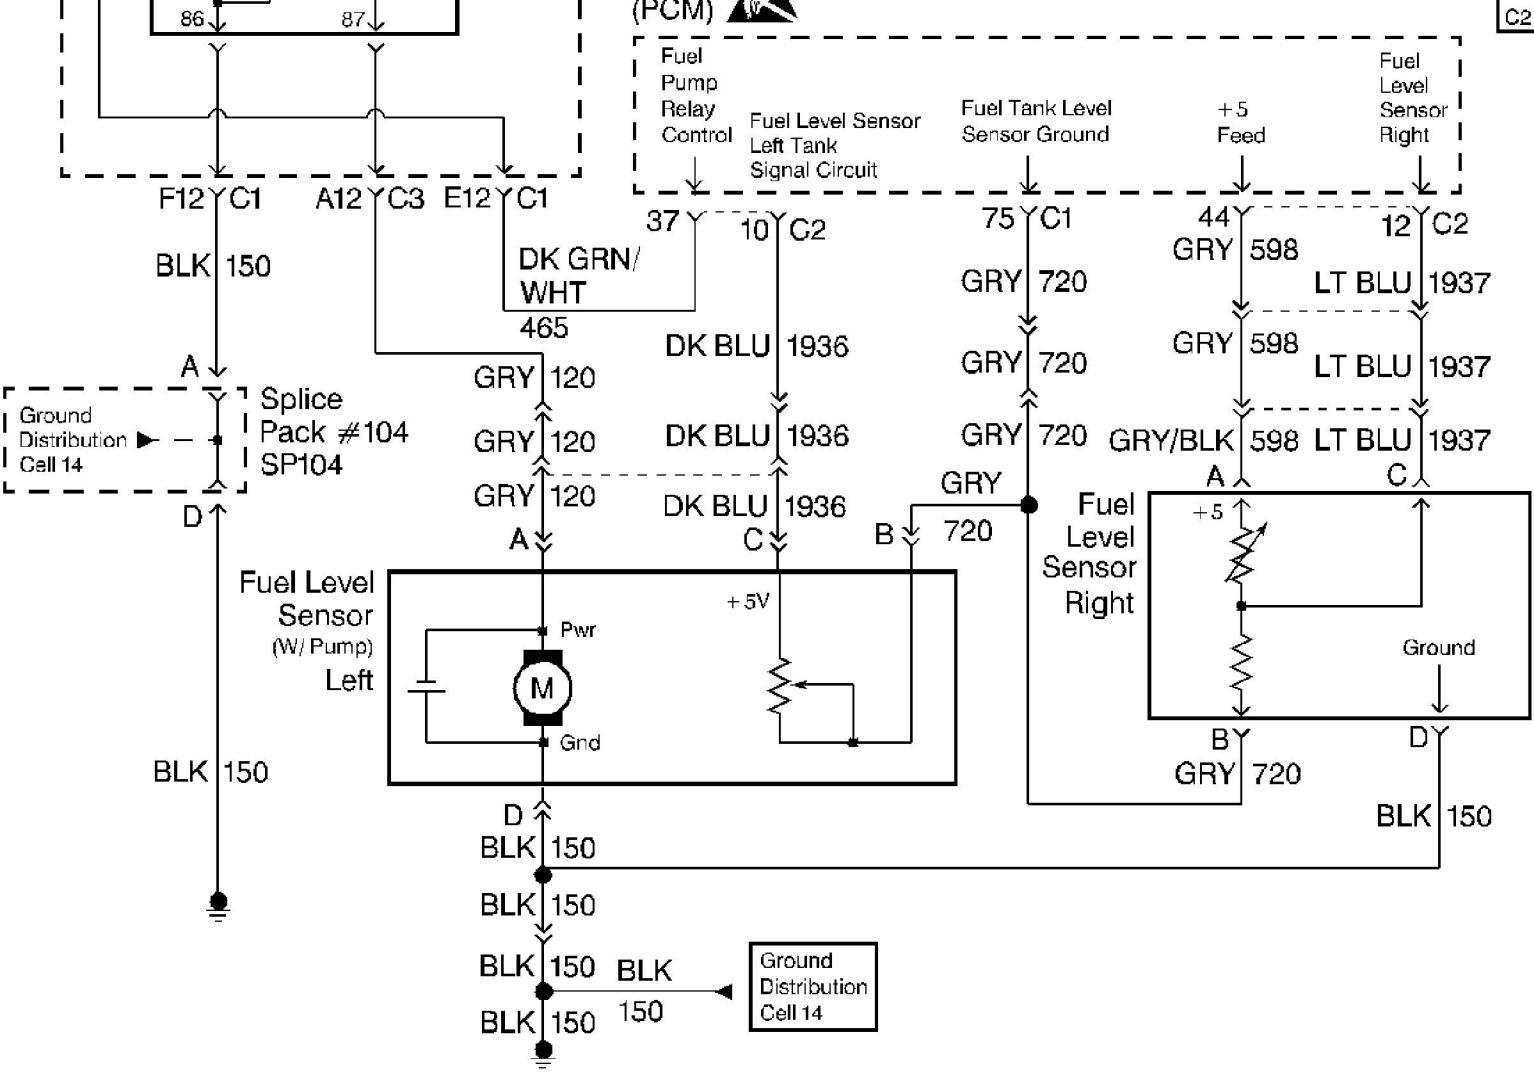 (PCM)
C2
86
87
Fuel
Pump
Relay
Control
Fuel Level Sensor
Left Tank
Signal Circuit
Fuel Tank Level
Sensor Ground
+5
Feed
Fuel
Level
Sensor
Right
F12 C1
A12 C3
E12 C1
37
10 C2
75 C1
44
12 C2
BLK 150
DK GRN/
WHT
465
GRY 720
GRY 598
LT BLU 1937
DK BLU 1936
GRY 720
GRY 598
LT BLU 1937
A
GRY 120
Ground
Distribution
Cell 14
Splice
Pack #104
SP104
GRY 120
DK BLU 1936
GRY 720
GRY/BLK 598
LT BLU 1937
D
GRY 120
DK BLU 1936
GRY
720
A
C
B
A
C
Fuel Level
Sensor
(W/ Pump)
Left
+5V
Pwr
M
Gnd
Fuel
Level
Sensor
Right
+5
Ground
BLK 150
D
B
D
GRY 720
BLK 150
BLK 150
BLK 150
BLK 150
BLK
150
BLK 150
Ground
Distribution
Cell 14